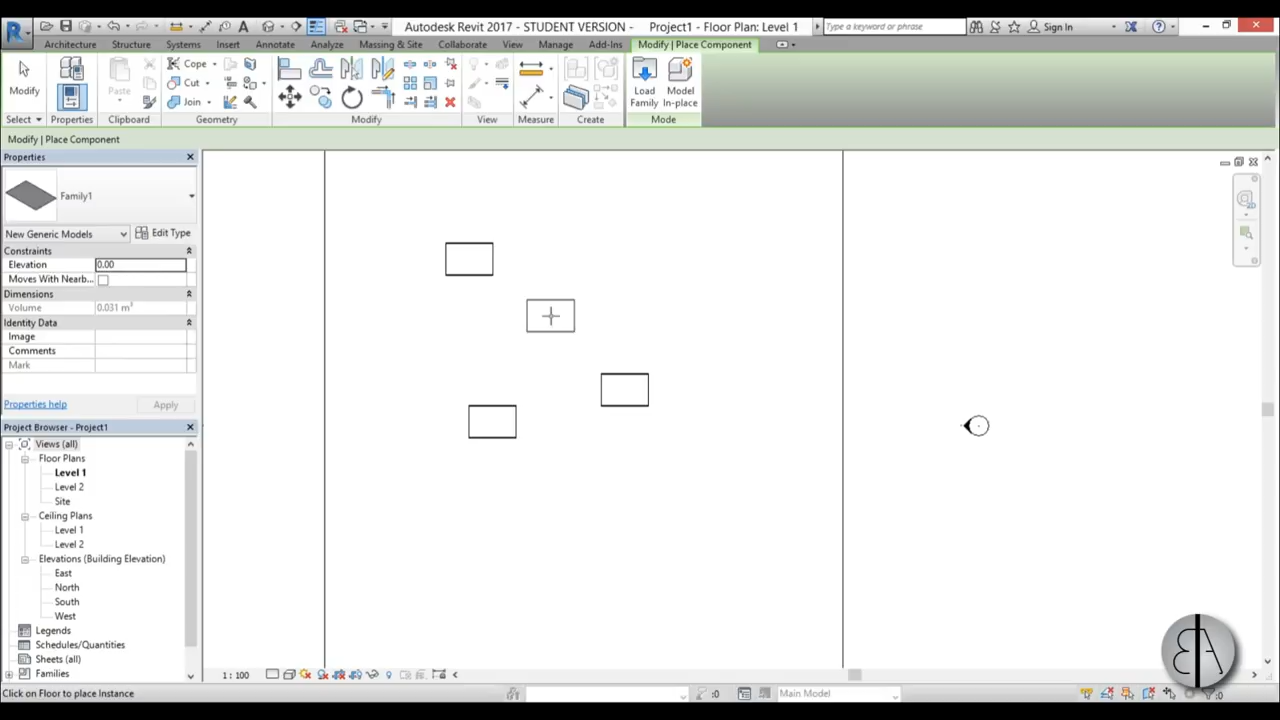 Autodesk Revit 2017 - STUDENT VERSION - Project1 - Floor Plan: Level 1
Type a keyword or phrase
Sign In
Architecture Structure Systems Insert Annotate Analyze Massing & Site Collaborate View Manage Add-Ins Modify | Place Component
Modify
Properties
Paste
Cope
Cut
Join
Load Family
Model In-place
Select Properties Clipboard Geometry Modify View Measure Create Mode
Modify | Place Component
Properties
Family1
New Generic Models
Edit Type
Constraints
Elevation 0.00
Moves With Nearb...
Dimensions
Volume 0.031 m³
Identity Data
Image
Comments
Mark
Properties help
Apply
Project Browser - Project1
Views (all)
Floor Plans
Level 1
Level 2
Site
Ceiling Plans
Level 1
Level 2
Elevations (Building Elevation)
East
North
South
West
Legends
Schedules/Quantities
Sheets (all)
Families
1 : 100
Click on Floor to place Instance
:0
Main Model
:0